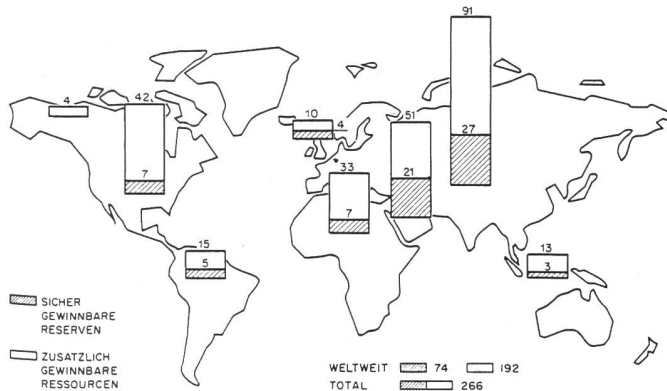 91
4
42
10
4
51
27
33
7
21
7
15
5
13
3
SICHER
GEWINNBARE
RESERVEN
ZUSATZLICH
GEWINNBARE
RESSOURCEN
WELTWEIT 74 192
TOTAL 266